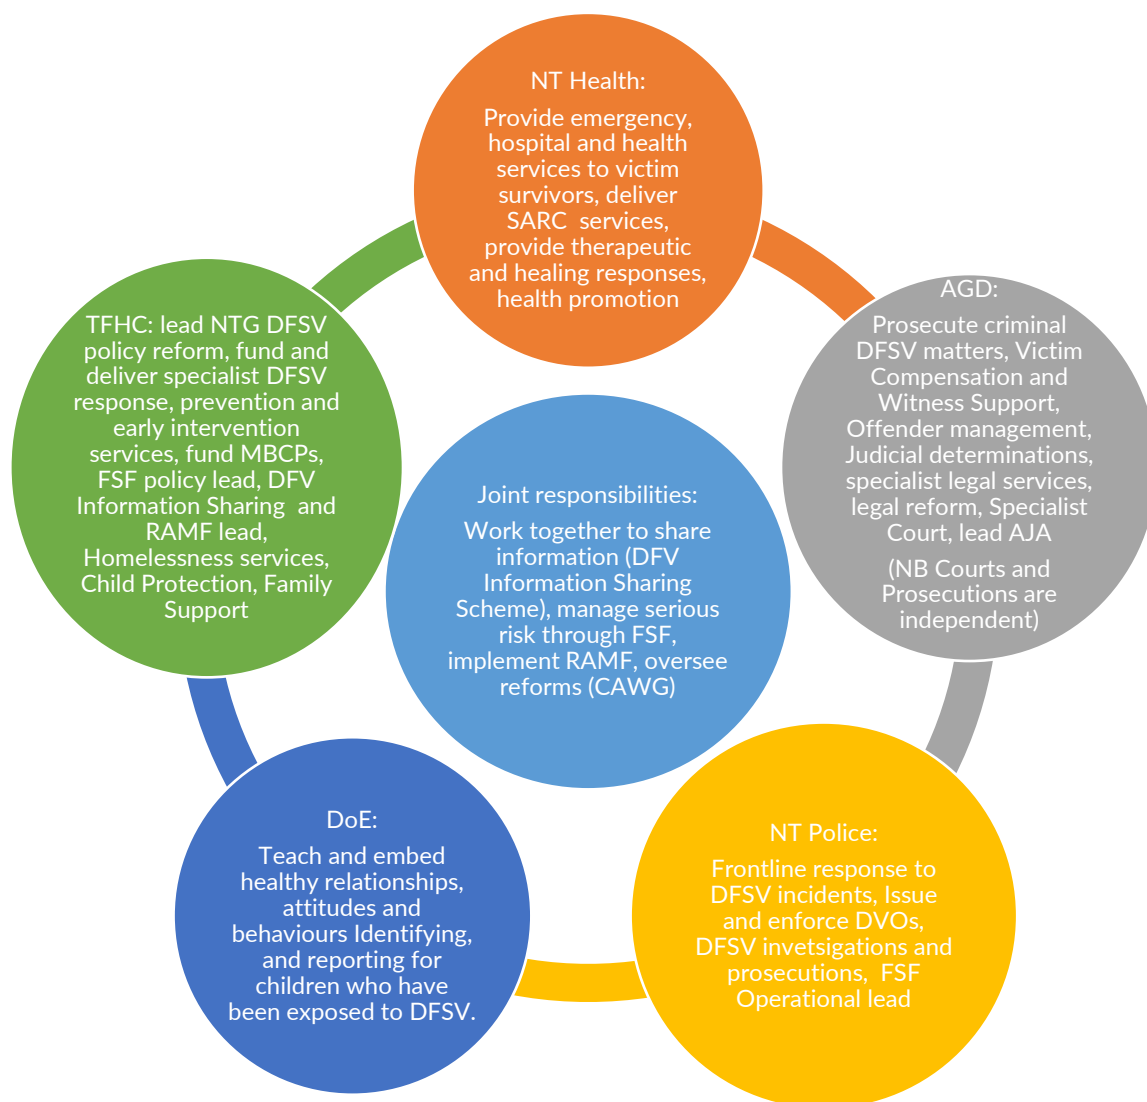 NT Health:
Provide emergency,
hospital and health
services to victim
survivors, deliver
SARC services,
provide therapeutic
and healing responses,
health promotion
AGD:
Prosecute criminal
DFSV matters, Victim
Compensation and
Witness Support,
Offender management,
Judicial determinations,
specialist legal services,
legal reform, Specialist
Court, lead AJA
(NB Courts and
Prosecutions are
independent)
NT Police:
Frontline response to
DFSV incidents, Issue
and enforce DVOs,
DFSV invetsigations and
prosecutions, FSF
Operational lead
DoE:
Teach and embed
healthy relationships,
attitudes and
behaviours Identifying,
and reporting for
children who have
been exposed to DFSV.
TFHC: lead NTG DFSV
policy reform, fund and
deliver specialist DFSV
response, prevention and
early intervention
services, fund MBCPs,
FSF policy lead, DFV
Information Sharing and
RAMF lead,
Homelessness services,
Child Protection, Family
Support
Joint responsibilities:
Work together to share
information (DFV
Information Sharing
Scheme), manage serious
risk through FSF,
implement RAMF, oversee
reforms (CAWG)